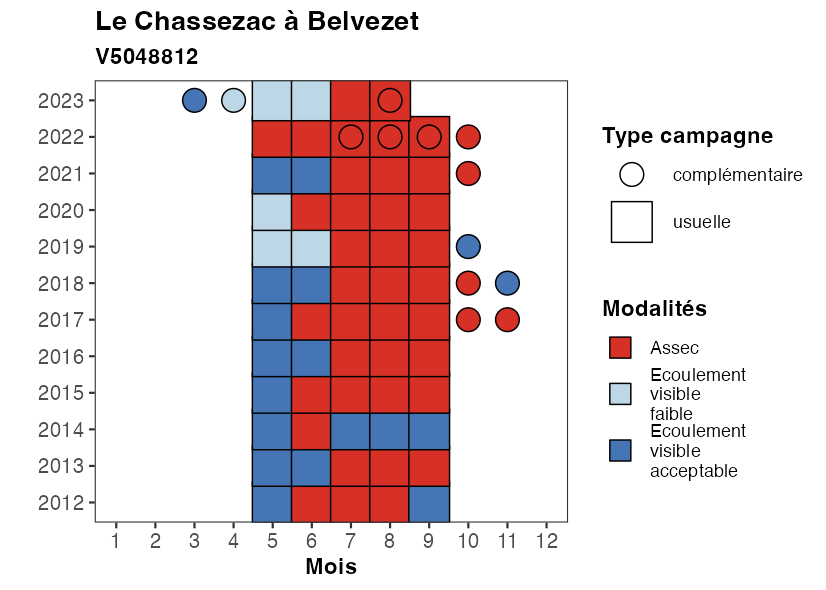 Le Chassezac à Belvezet
V5048812
2023
2022
2021
2020
2019
2018
2017
2016
2015
2014
2013
2012
1 2 3 4 5 6 7 8 9 10 11 12
Mois
Type campagne
complémentaire
usuelle
Modalités
Assec
Ecoulement
visible
faible
Ecoulement
visible
acceptable